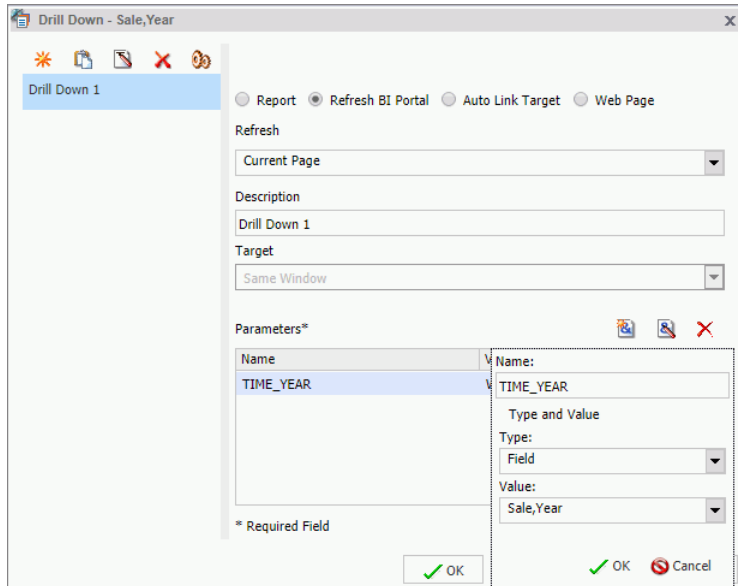 Drill Down - Sale,Year
x
Drill Down 1
Report Refresh BI Portal Auto Link Target Web Page
Refresh
Current Page
Description
Drill Down 1
Target
Same Window
Parameters*
Name V
TIME_YEAR
Name:
TIME_YEAR
Type and Value
Type:
Field
Value:
Sale,Year
* Required Field
OK
OK Cancel